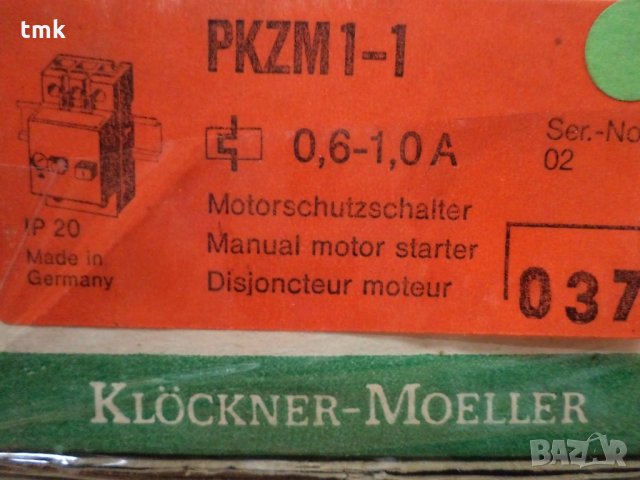 tmk
PKZM 1-1
0,6-1,0 A
Ser.-No
02
Motorschutzschalter
Manual motor starter
Disjoncteur moteur
IP 20
Made in
Germany
037
KLÖCKNER-MOELLER
BAZAR